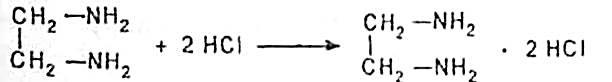 CH₂ —NH₂ CH₂ —NH₂
+ 2 HCl ⟶ · 2 HCl
CH₂ —NH₂ CH₂ —NH₂